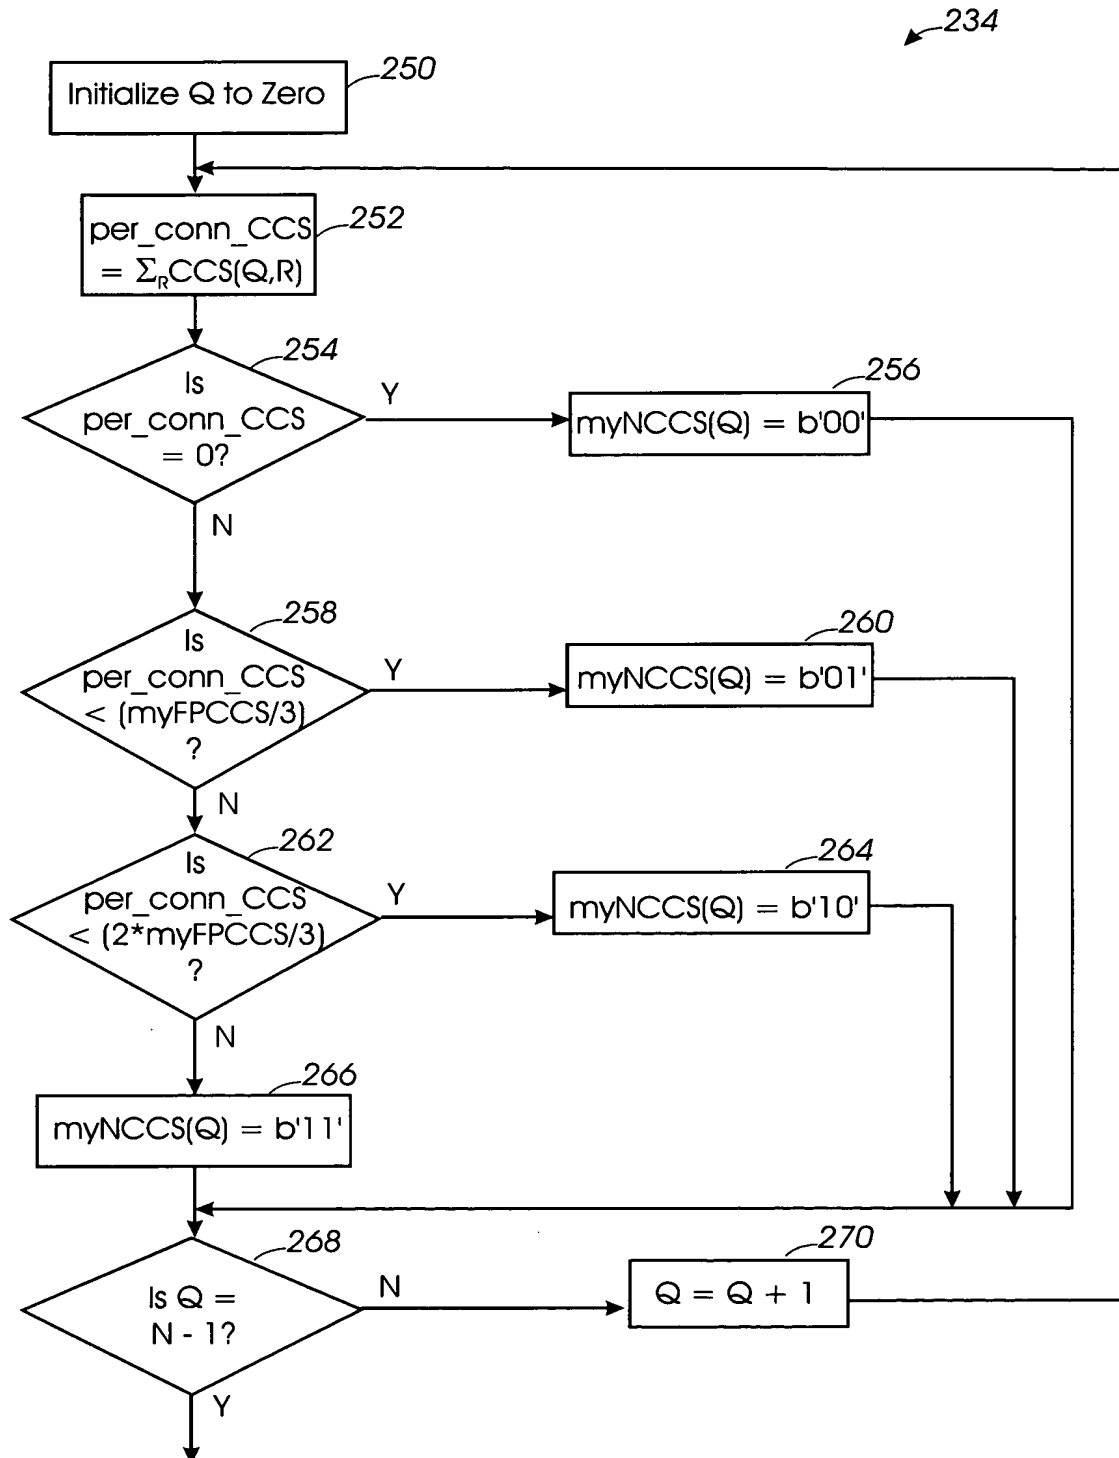 234
250
Initialize Q to Zero
252
per_conn_CCS
= ΣRCCS(Q,R)
254
Is
per_conn_CCS
= 0?
Y
256
myNCCS(Q) = b'00'
N
258
Is
per_conn_CCS
< (myFPCCS/3)
?
Y
260
myNCCS(Q) = b'01'
N
262
Is
per_conn_CCS
< (2*myFPCCS/3)
?
Y
264
myNCCS(Q) = b'10'
N
266
myNCCS(Q) = b'11'
268
Is Q =
N - 1?
N
270
Q = Q + 1
Y